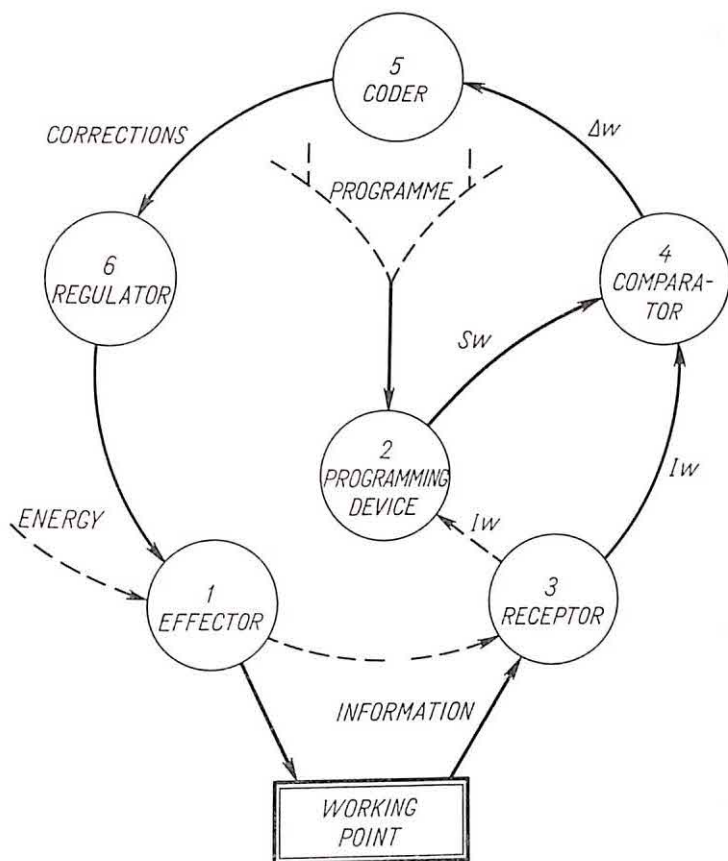 5
CODER
CORRECTIONS
Δw
PROGRAMME
6
REGULATOR
4
COMPARA-
TOR
Sw
2
PROGRAMMING
DEVICE
Iw
Iw
ENERGY
1
EFFECTOR
3
RECEPTOR
INFORMATION
WORKING
POINT